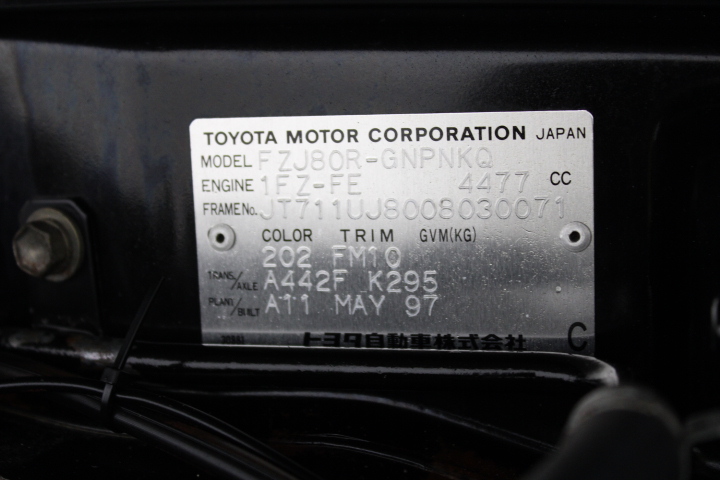 TOYOTA MOTOR CORPORATION JAPAN
MODEL FZJ80R-GNPNKQ
ENGINE 1FZ-FE 4477 CC
FRAME No. JT711UJ8008030071
COLOR TRIM GVM(KG)
202 FM10
TRANS./AXLE A442F K295
PLANT/BUILT A11 MAY 97
トヨタ自動車株式会社 C